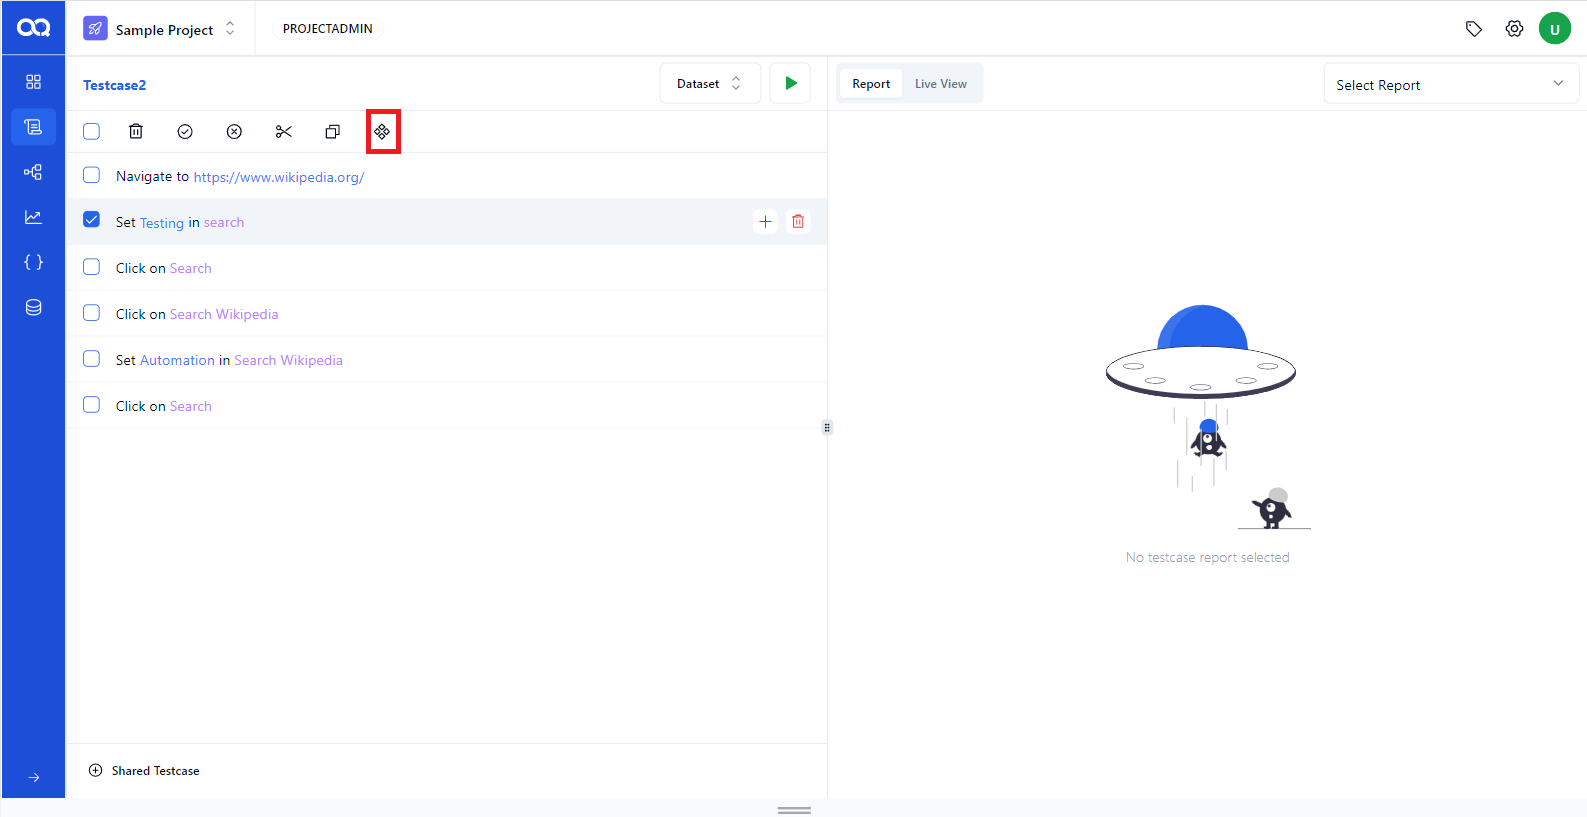 Sample Project
PROJECTADMIN
U
Testcase2
Dataset
Report
Live View
Select Report
Navigate to https://www.wikipedia.org/
Set Testing in search
Click on Search
Click on Search Wikipedia
Set Automation in Search Wikipedia
Click on Search
No testcase report selected
Shared Testcase